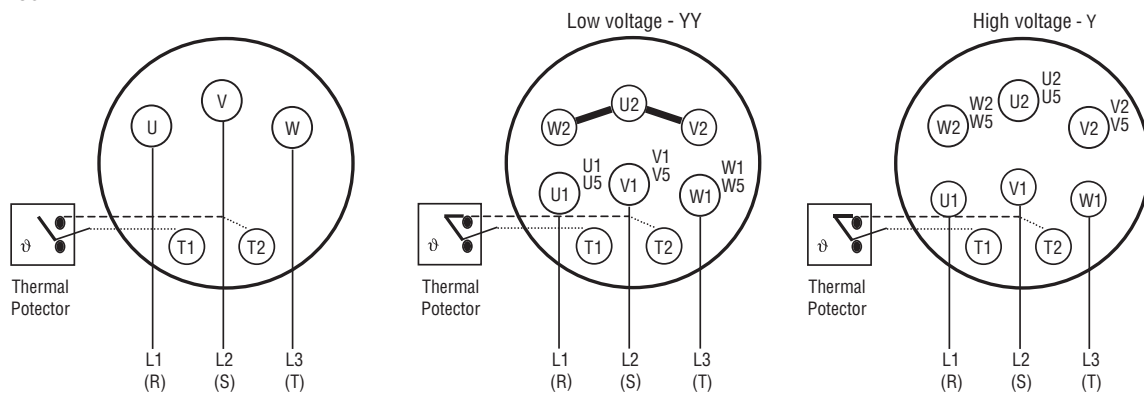 Low voltage - YY
High voltage - Y
V
U
W
ϑ
T1
T2
Thermal
Potector
L1
(R)
L2
(S)
L3
(T)
U2
W2
V2
U1
U5
V1
V5
W1
W5
U1
V1
W1
ϑ
T1
T2
Thermal
Potector
L1
(R)
L2
(S)
L3
(T)
U2
U5
U2
W2
W5
W2
V2
V5
V2
U1
V1
W1
ϑ
T1
T2
Thermal
Potector
L1
(R)
L2
(S)
L3
(T)